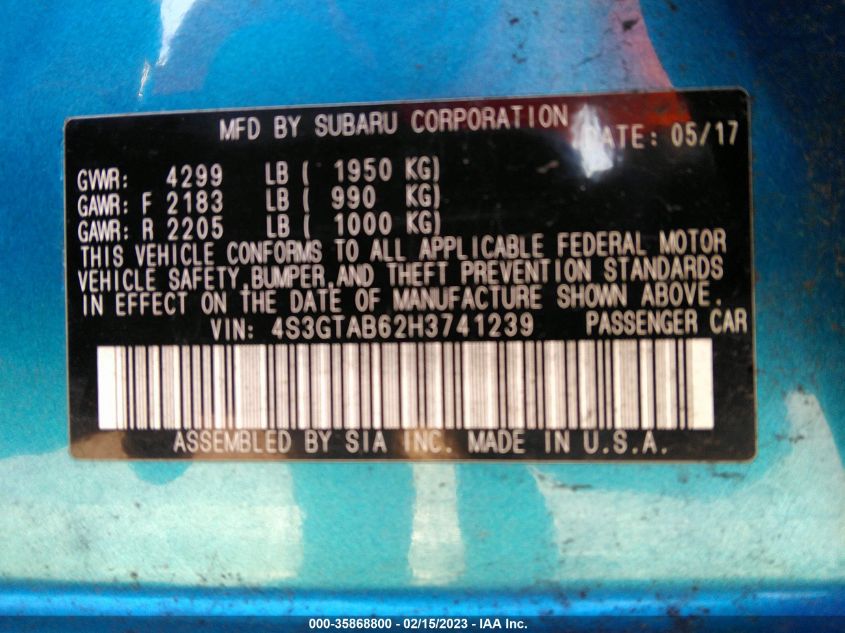 MFD BY SUBARU CORPORATION DATE: 05/17
GVWR: 4299 LB ( 1950 KG)
GAWR: F 2183 LB ( 990 KG)
GAWR: R 2205 LB ( 1000 KG)
THIS VEHICLE CONFORMS TO ALL APPLICABLE FEDERAL MOTOR
VEHICLE SAFETY, BUMPER, AND THEFT PREVENTION STANDARDS
IN EFFECT ON THE DATE OF MANUFACTURE SHOWN ABOVE.
VIN: 4S3GTAB62H3741239 PASSENGER CAR
ASSEMBLED BY SIA INC. MADE IN U.S.A.
000-35868800 - 02/15/2023 - IAA Inc.